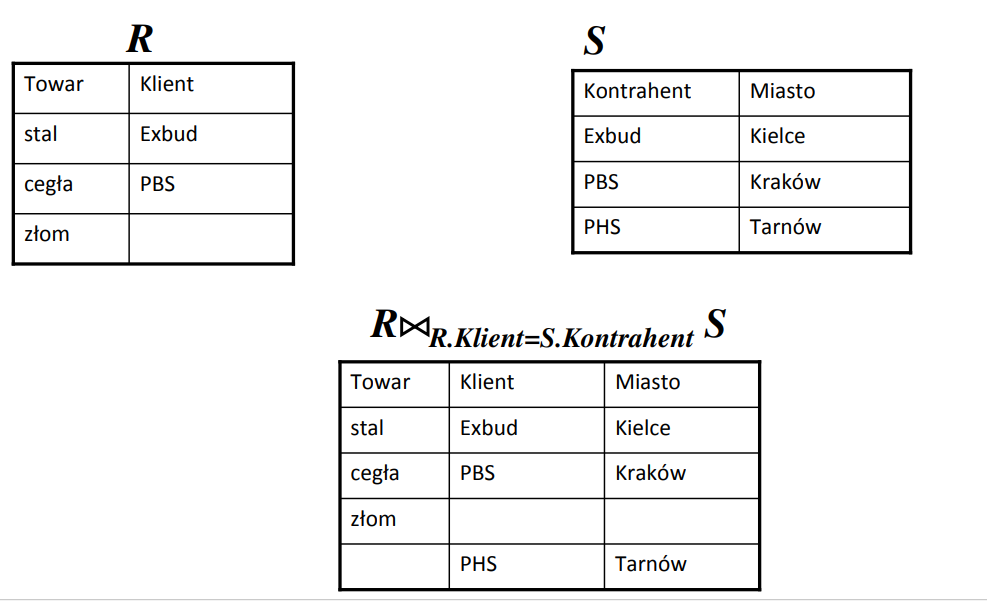 R
Towar Klient
stal Exbud
cegła PBS
złom
S
Kontrahent Miasto
Exbud Kielce
PBS Kraków
PHS Tarnów
R⋈R.Klient=S.Kontrahent S
Towar Klient Miasto
stal Exbud Kielce
cegła PBS Kraków
złom
PHS Tarnów